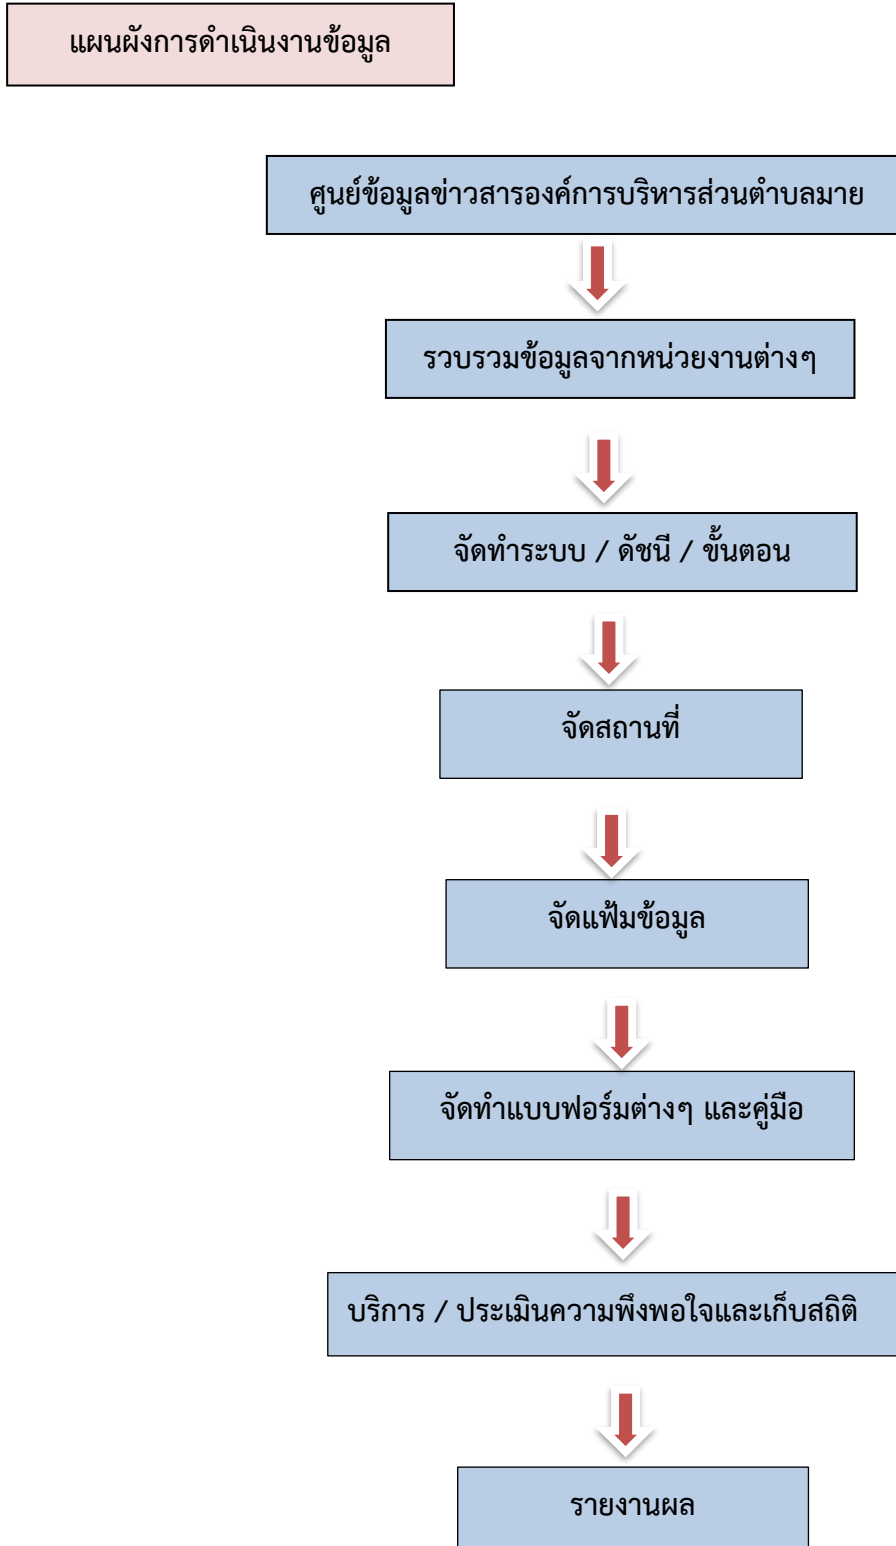 แผนผังการดำเนินงานข้อมูล
ศูนย์ข้อมูลข่าวสารองค์การบริหารส่วนตำบลมาย
รวบรวมข้อมูลจากหน่วยงานต่างๆ
จัดทำระบบ / ดัชนี / ขั้นตอน
จัดสถานที่
จัดแฟ้มข้อมูล
จัดทำแบบฟอร์มต่างๆ และคู่มือ
บริการ / ประเมินความพึงพอใจและเก็บสถิติ
รายงานผล